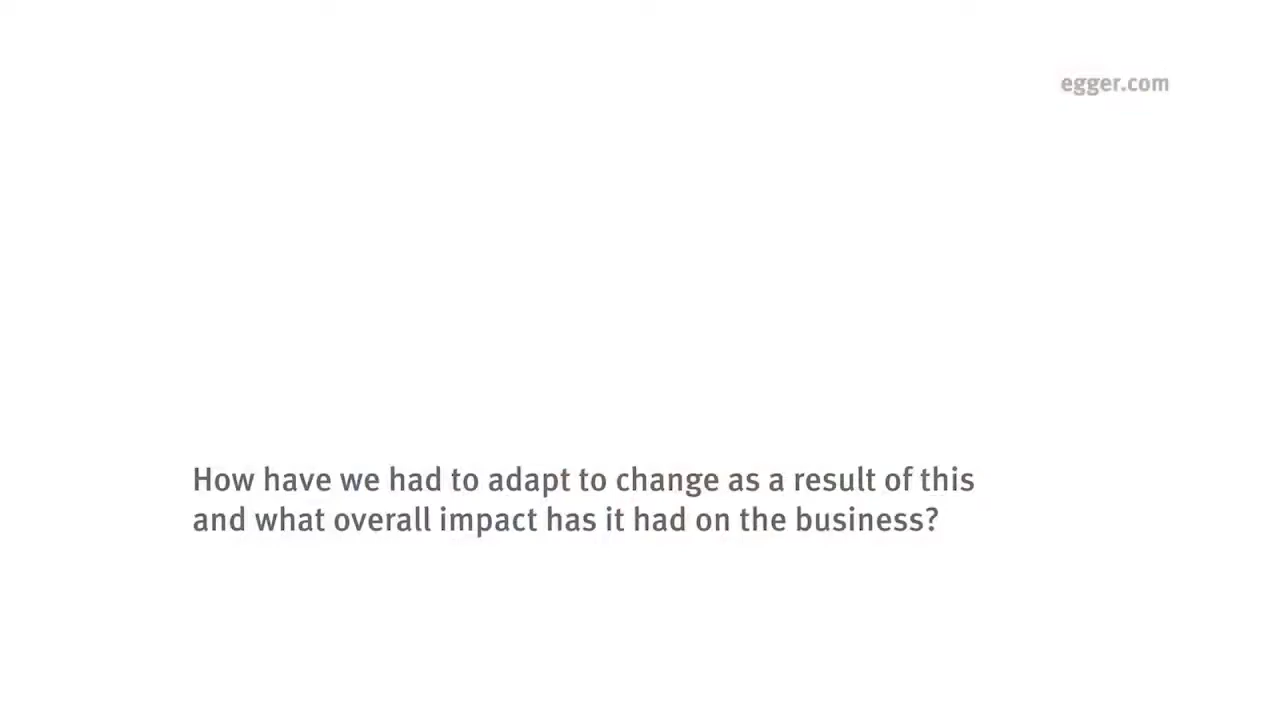 egger.com
How have we had to adapt to change as a result of this
and what overall impact has it had on the business?